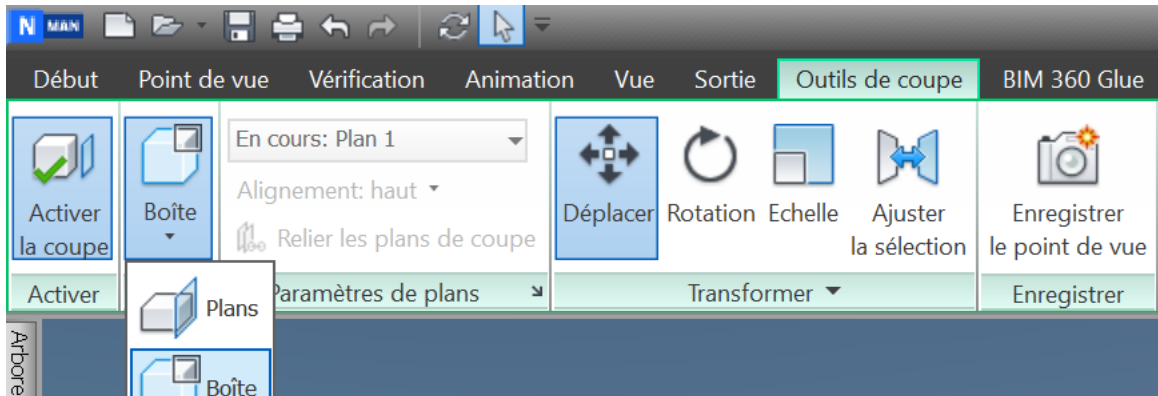 N MAN
Début Point de vue Vérification Animation Vue Sortie Outils de coupe BIM 360 Glue
En cours: Plan 1
Alignement: haut
Relier les plans de coupe
Activer
la coupe
Boîte
Déplacer
Rotation
Echelle
Ajuster
la sélection
Enregistrer
le point de vue
Activer
Paramètres de plans
Transformer
Enregistrer
Plans
Boîte
Arbore